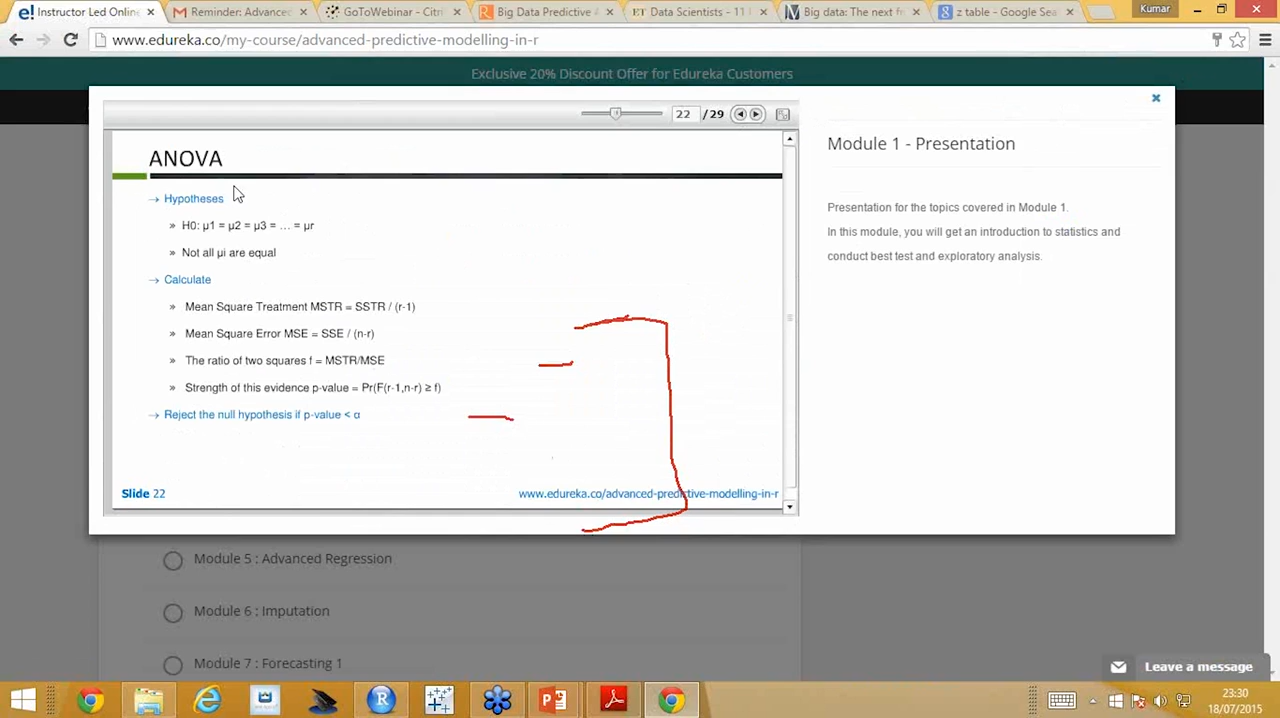 Instructor Led Onlin
Reminder: Advanced
GoToWebinar - Citri
Big Data Predictive A
Data Scientists - 11 I
Big data: The next fr
z table - Google Sea
Kumar
www.edureka.co/my-course/advanced-predictive-modelling-in-r
Exclusive 20% Discount Offer for Edureka Customers
22 / 29
ANOVA
→ Hypotheses
» H0: μ1 = μ2 = μ3 = … = μr
» Not all μi are equal
→ Calculate
» Mean Square Treatment MSTR = SSTR / (r-1)
» Mean Square Error MSE = SSE / (n-r)
» The ratio of two squares f = MSTR/MSE
» Strength of this evidence p-value = Pr(F(r-1,n-r) ≥ f)
→ Reject the null hypothesis if p-value < α
Slide 22
www.edureka.co/advanced-predictive-modelling-in-r
Module 1 - Presentation
Presentation for the topics covered in Module 1.
In this module, you will get an introduction to statistics and
conduct best test and exploratory analysis.
Module 5 : Advanced Regression
Module 6 : Imputation
Module 7 : Forecasting 1
Leave a message
23:30
18/07/2015